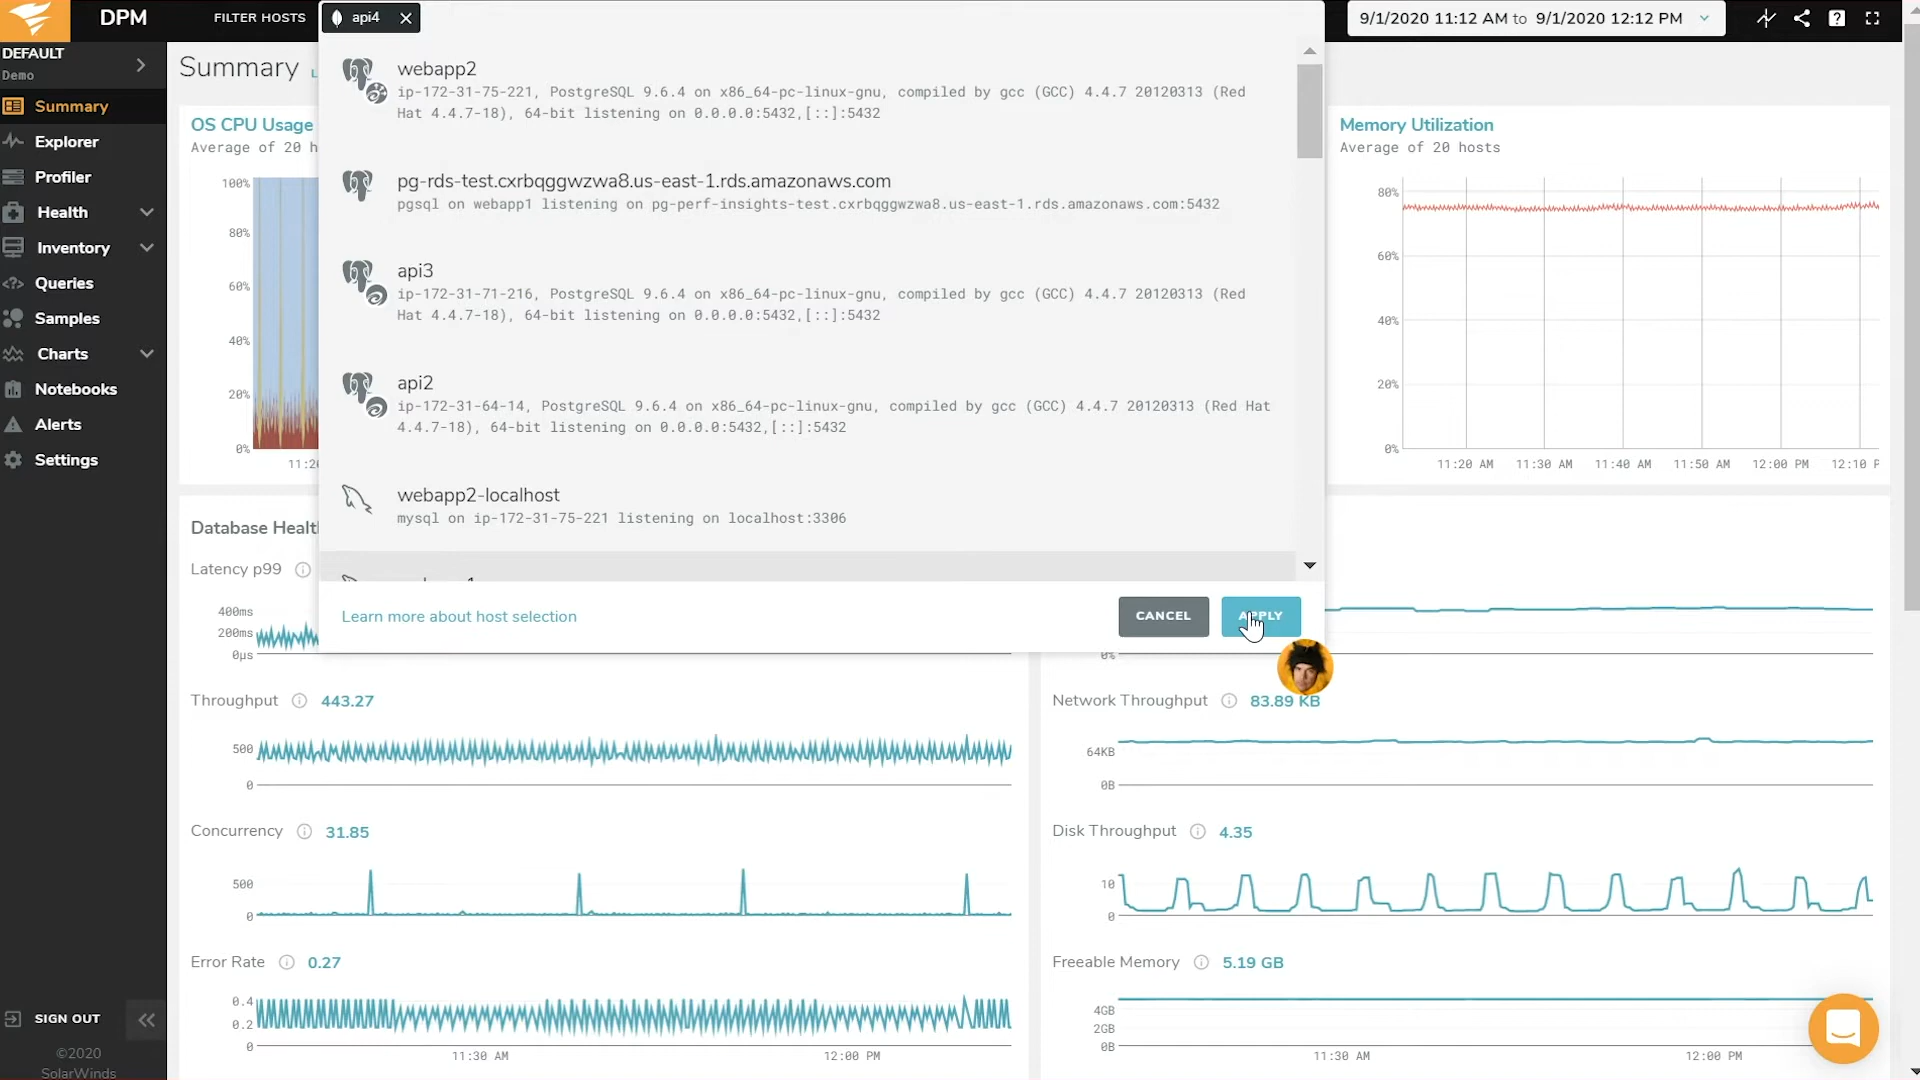 DPM
FILTER HOSTS
api4
9/1/2020 11:12 AM to 9/1/2020 12:12 PM
DEFAULT
Demo
Summary
Explorer
Profiler
Health
Inventory
Queries
Samples
Charts
Notebooks
Alerts
Settings
SIGN OUT
©2020
SolarWinds
Summary
OS CPU Usage
Average of 20 h
100%
80%
60%
40%
20%
0%
11:20
webapp2
ip-172-31-75-221, PostgreSQL 9.6.4 on x86_64-pc-linux-gnu, compiled by gcc (GCC) 4.4.7 20120313 (Red
Hat 4.4.7-18), 64-bit listening on 0.0.0.0:5432,[::]:5432
pg-rds-test.cxrbqggwzwa8.us-east-1.rds.amazonaws.com
pgsql on webapp1 listening on pg-perf-insights-test.cxrbqggwzwa8.us-east-1.rds.amazonaws.com:5432
api3
ip-172-31-71-216, PostgreSQL 9.6.4 on x86_64-pc-linux-gnu, compiled by gcc (GCC) 4.4.7 20120313 (Red
Hat 4.4.7-18), 64-bit listening on 0.0.0.0:5432,[::]:5432
api2
ip-172-31-64-14, PostgreSQL 9.6.4 on x86_64-pc-linux-gnu, compiled by gcc (GCC) 4.4.7 20120313 (Red Hat
4.4.7-18), 64-bit listening on 0.0.0.0:5432,[::]:5432
webapp2-localhost
mysql on ip-172-31-75-221 listening on localhost:3306
Learn more about host selection
CANCEL
APPLY
Memory Utilization
Average of 20 hosts
80%
60%
40%
20%
0%
11:20 AM 11:30 AM 11:40 AM 11:50 AM 12:00 PM 12:10 P
Database Healt
Latency p99
400ms
200ms
0µs
Throughput 443.27
500
0
Concurrency 31.85
500
0
Error Rate 0.27
0.4
0.2
0
11:30 AM 12:00 PM
0%
Network Throughput 83.89 KB
64KB
0B
Disk Throughput 4.35
10
0
Freeable Memory 5.19 GB
4GB
2GB
0B
11:30 AM 12:00 PM